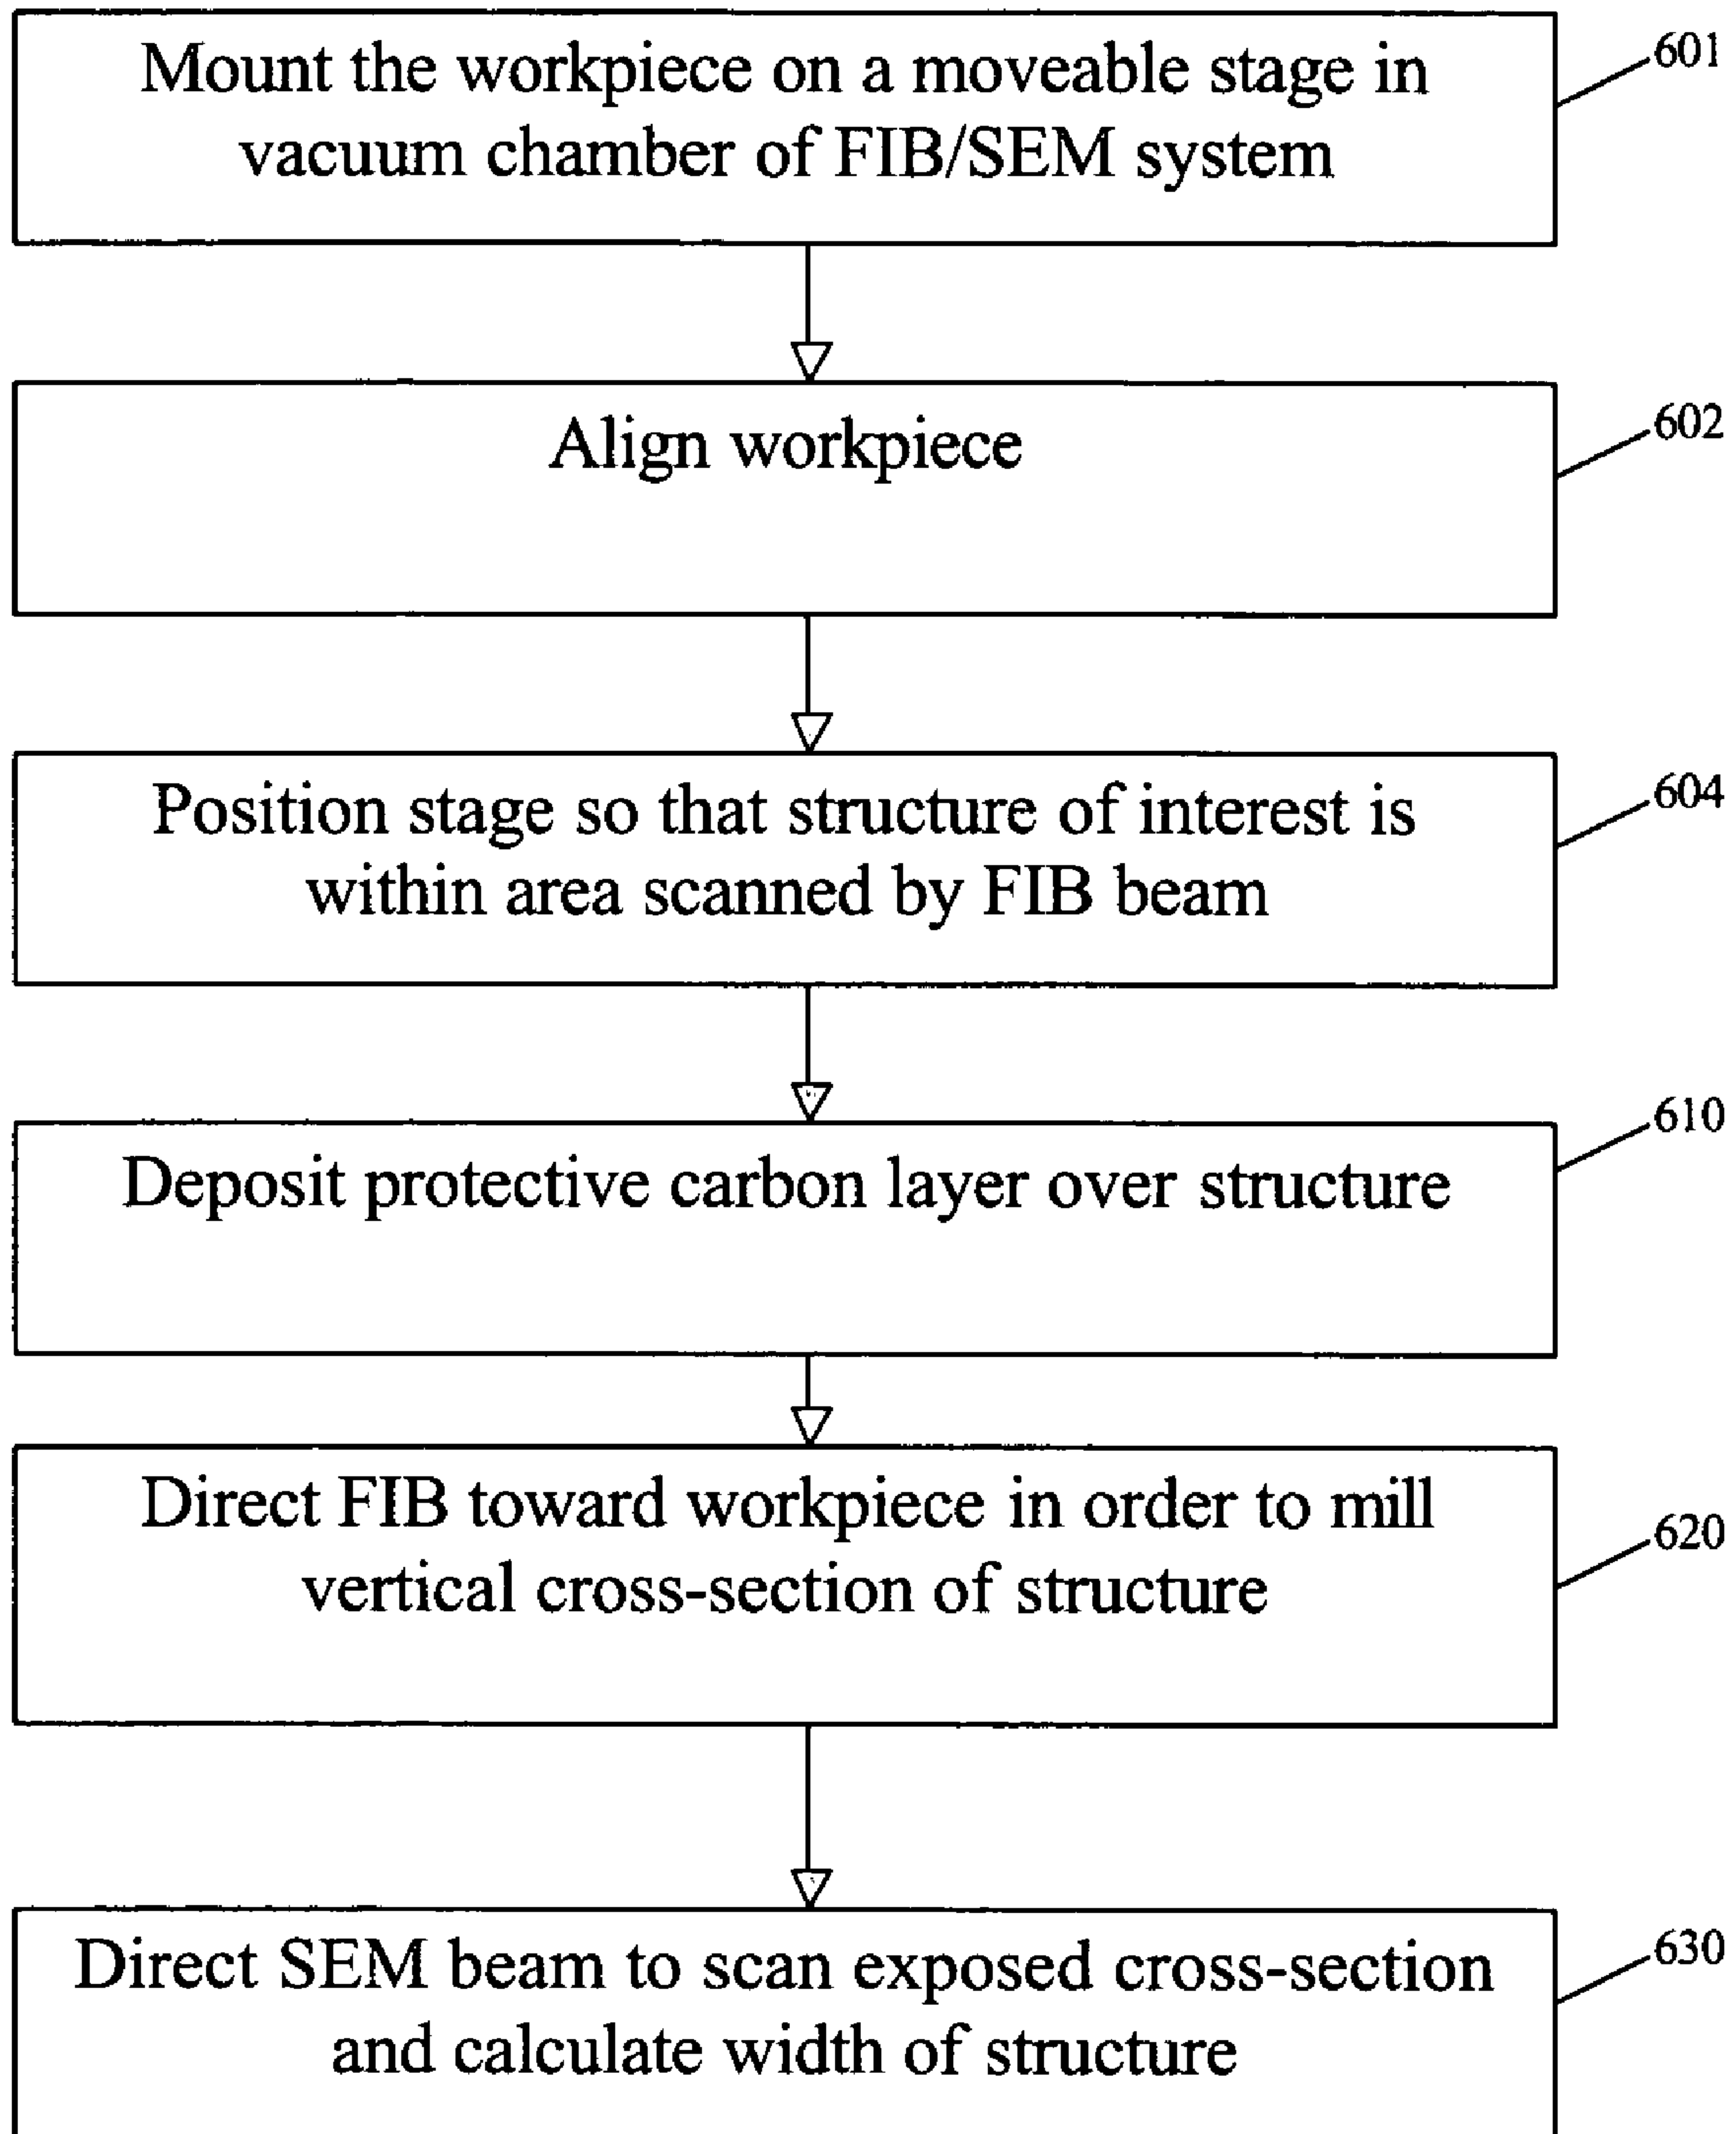 Mount the workpiece on a moveable stage in
vacuum chamber of FIB/SEM system
601
Align workpiece
602
Position stage so that structure of interest is
within area scanned by FIB beam
604
Deposit protective carbon layer over structure
610
Direct FIB toward workpiece in order to mill
vertical cross-section of structure
620
Direct SEM beam to scan exposed cross-section
and calculate width of structure
630